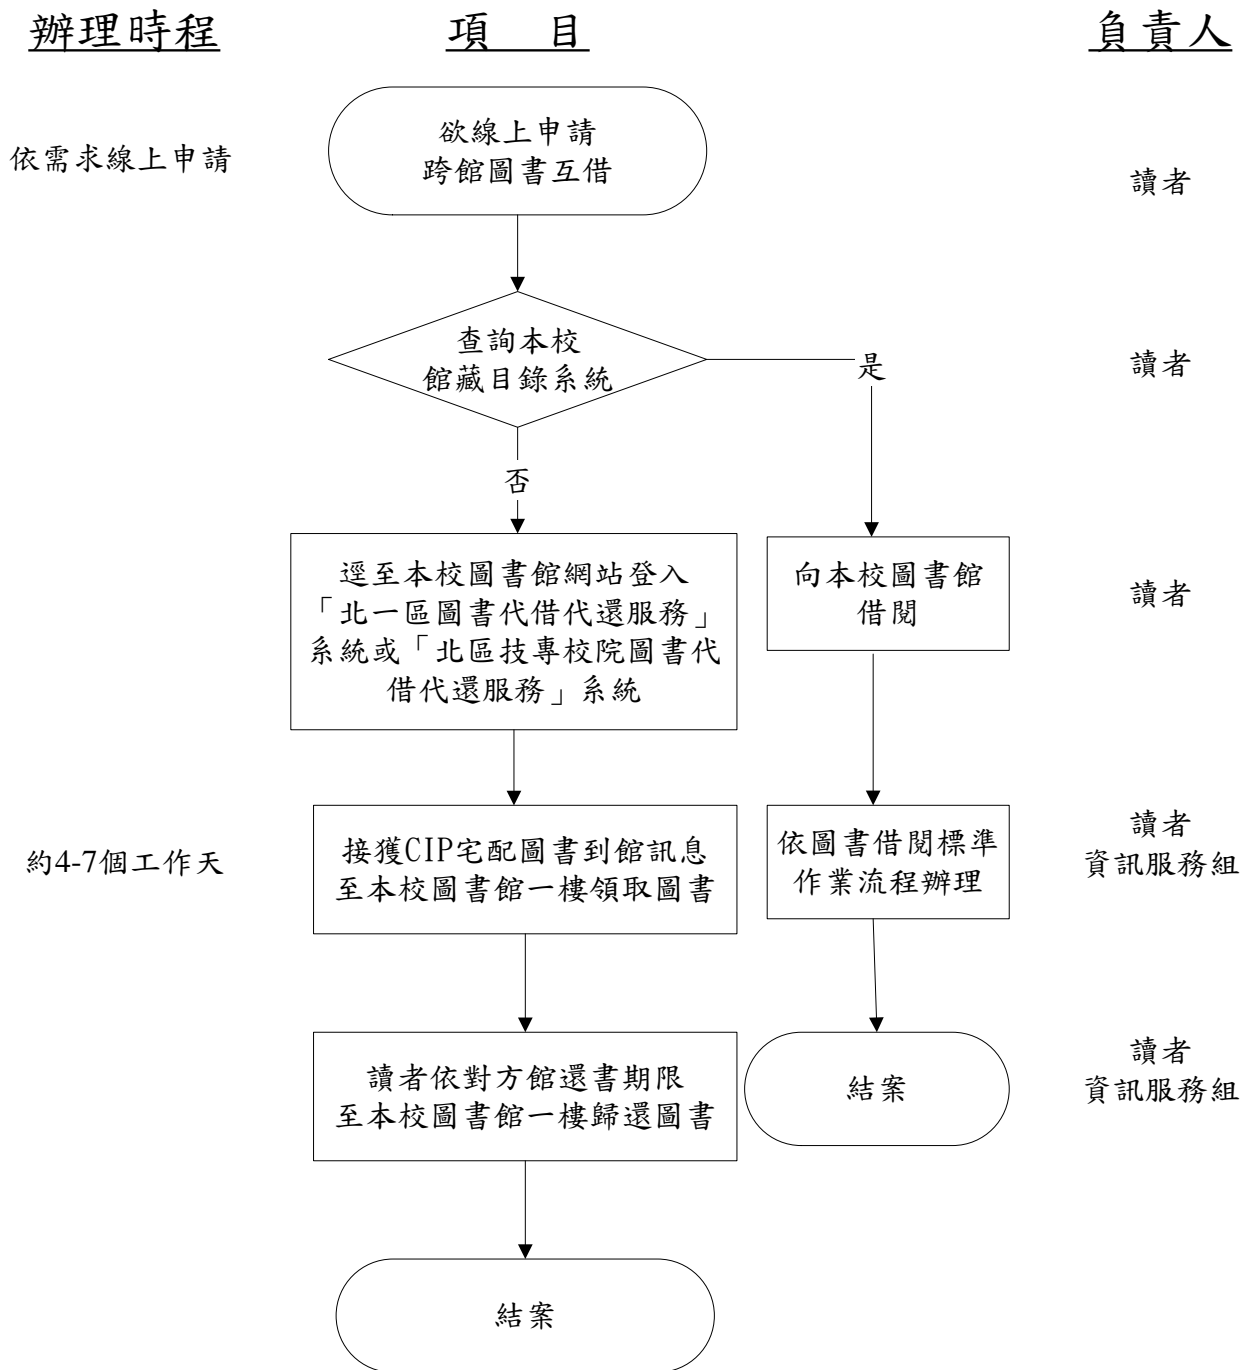 辦理時程
項 目
負責人
依需求線上申請
欲線上申請
跨館圖書互借
讀者
查詢本校
館藏目錄系統
是
讀者
否
逕至本校圖書館網站登入
「北一區圖書代借代還服務」
系統或「北區技專校院圖書代
借代還服務」系統
向本校圖書館
借閱
讀者
約4-7個工作天
接獲CIP宅配圖書到館訊息
至本校圖書館一樓領取圖書
依圖書借閱標準
作業流程辦理
讀者
資訊服務組
讀者依對方館還書期限
至本校圖書館一樓歸還圖書
結案
讀者
資訊服務組
結案